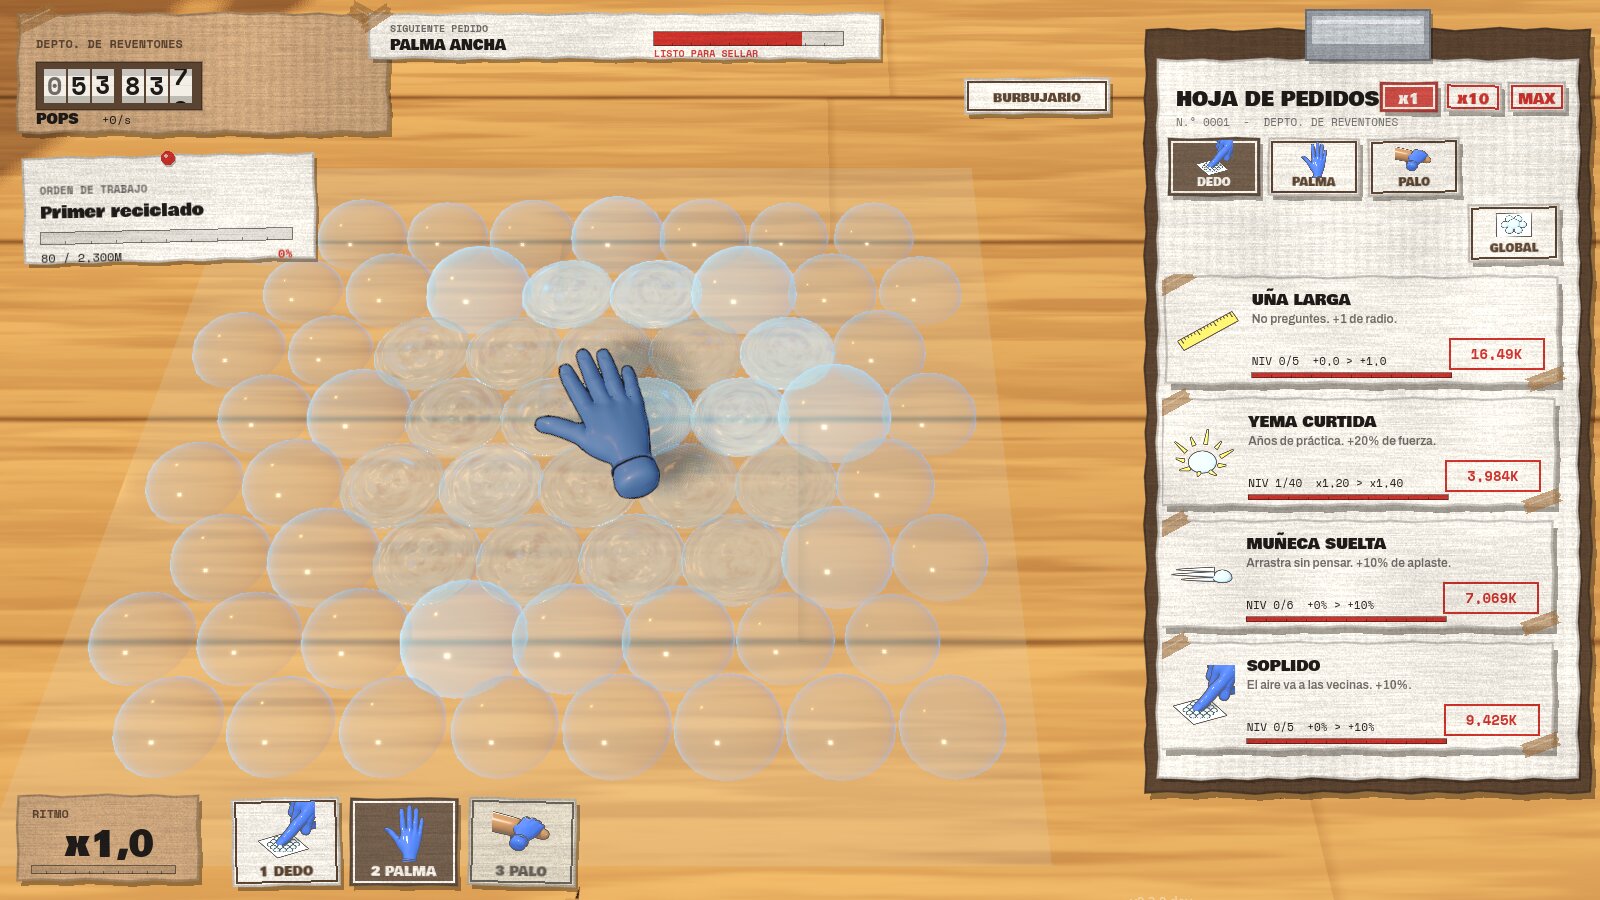 DEPTO. DE REVENTONES
053 837
POPS +0/s
SIGUIENTE PEDIDO
PALMA ANCHA
LISTO PARA SELLAR
BURBUJARIO
ORDEN DE TRABAJO
Primer reciclado
80 / 2,300M 0%
HOJA DE PEDIDOS x1 x10 MAX
N.° 0001 - DEPTO. DE REVENTONES
DEDO PALMA PALO
GLOBAL
UÑA LARGA
No preguntes. +1 de radio.
NIV 0/5 +0,0 > +1,0 16,49K
YEMA CURTIDA
Años de práctica. +20% de fuerza.
NIV 1/40 x1,20 > x1,40 3,984K
MUÑECA SUELTA
Arrastra sin pensar. +10% de aplaste.
NIV 0/6 +0% > +10% 7,069K
SOPLIDO
El aire va a las vecinas. +10%.
NIV 0/5 +0% > +10% 9,425K
RITMO
x1,0
1 DEDO 2 PALMA 3 PALO